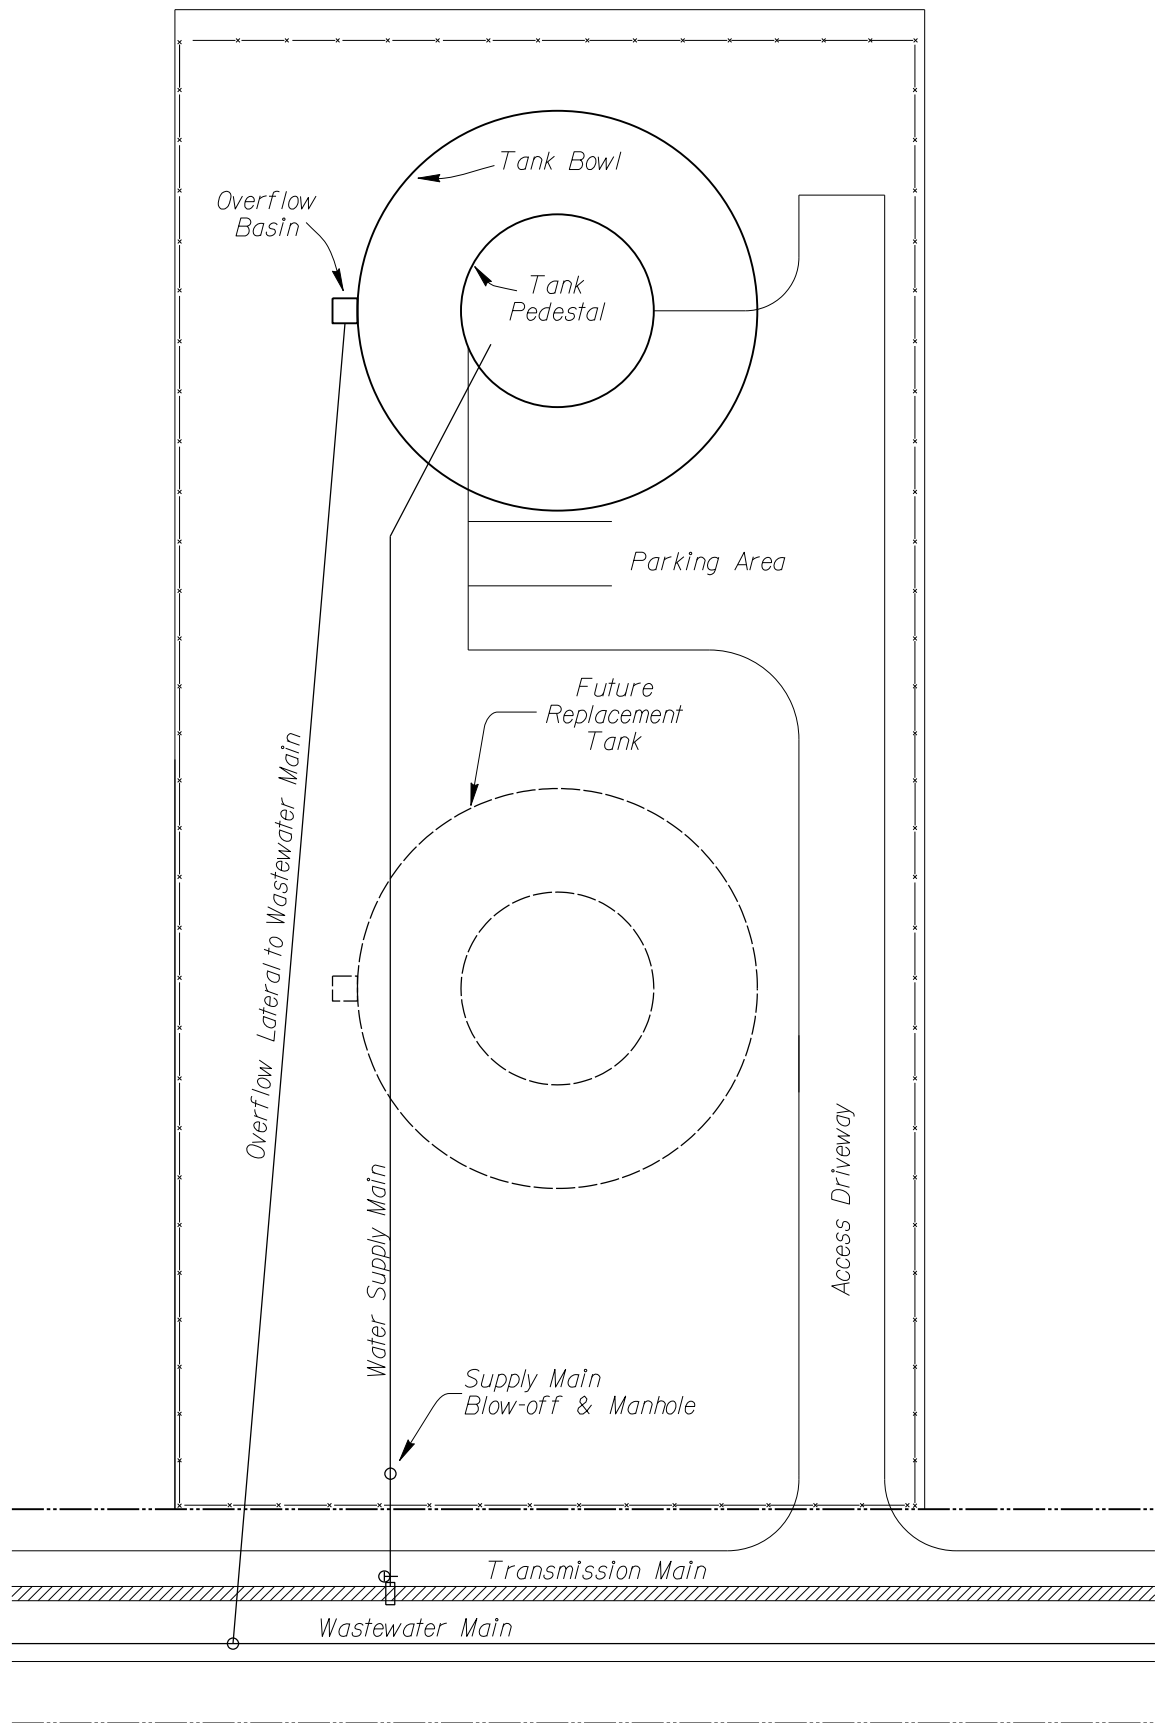 Tank Bowl
Overflow
Basin
Tank
Pedestal
Parking Area
Future
Replacement
Tank
Overflow Lateral to Wastewater Main
Access Driveway
Water Supply Main
Supply Main
Blow-off & Manhole
Transmission Main
Wastewater Main